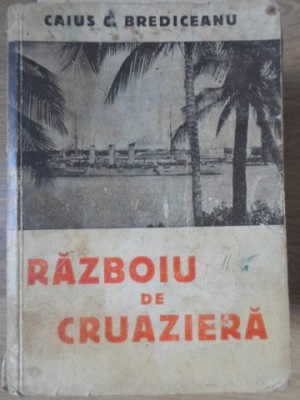 CAIUS C. BREDICEANU
RĂZBOIU
DE
CRUAZIERĂ